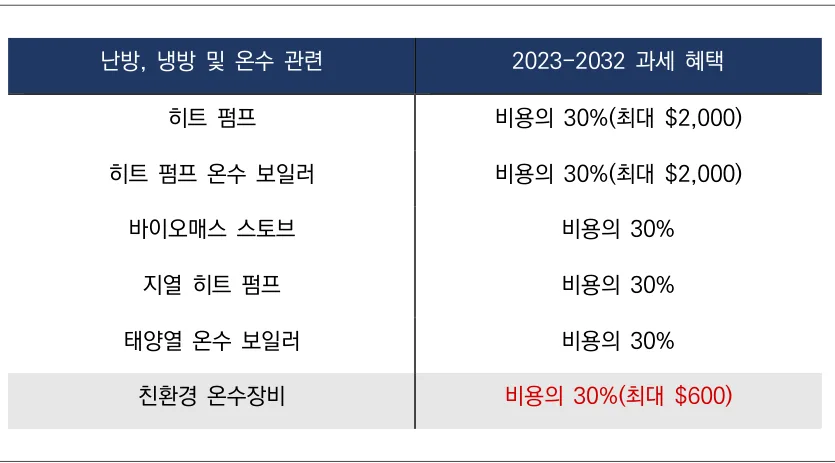 난방, 냉방 및 온수 관련 2023-2032 과세 혜택
히트 펌프 비용의 30%(최대 $2,000)
히트 펌프 온수 보일러 비용의 30%(최대 $2,000)
바이오매스 스토브 비용의 30%
지열 히트 펌프 비용의 30%
태양열 온수 보일러 비용의 30%
친환경 온수장비 비용의 30%(최대 $600)